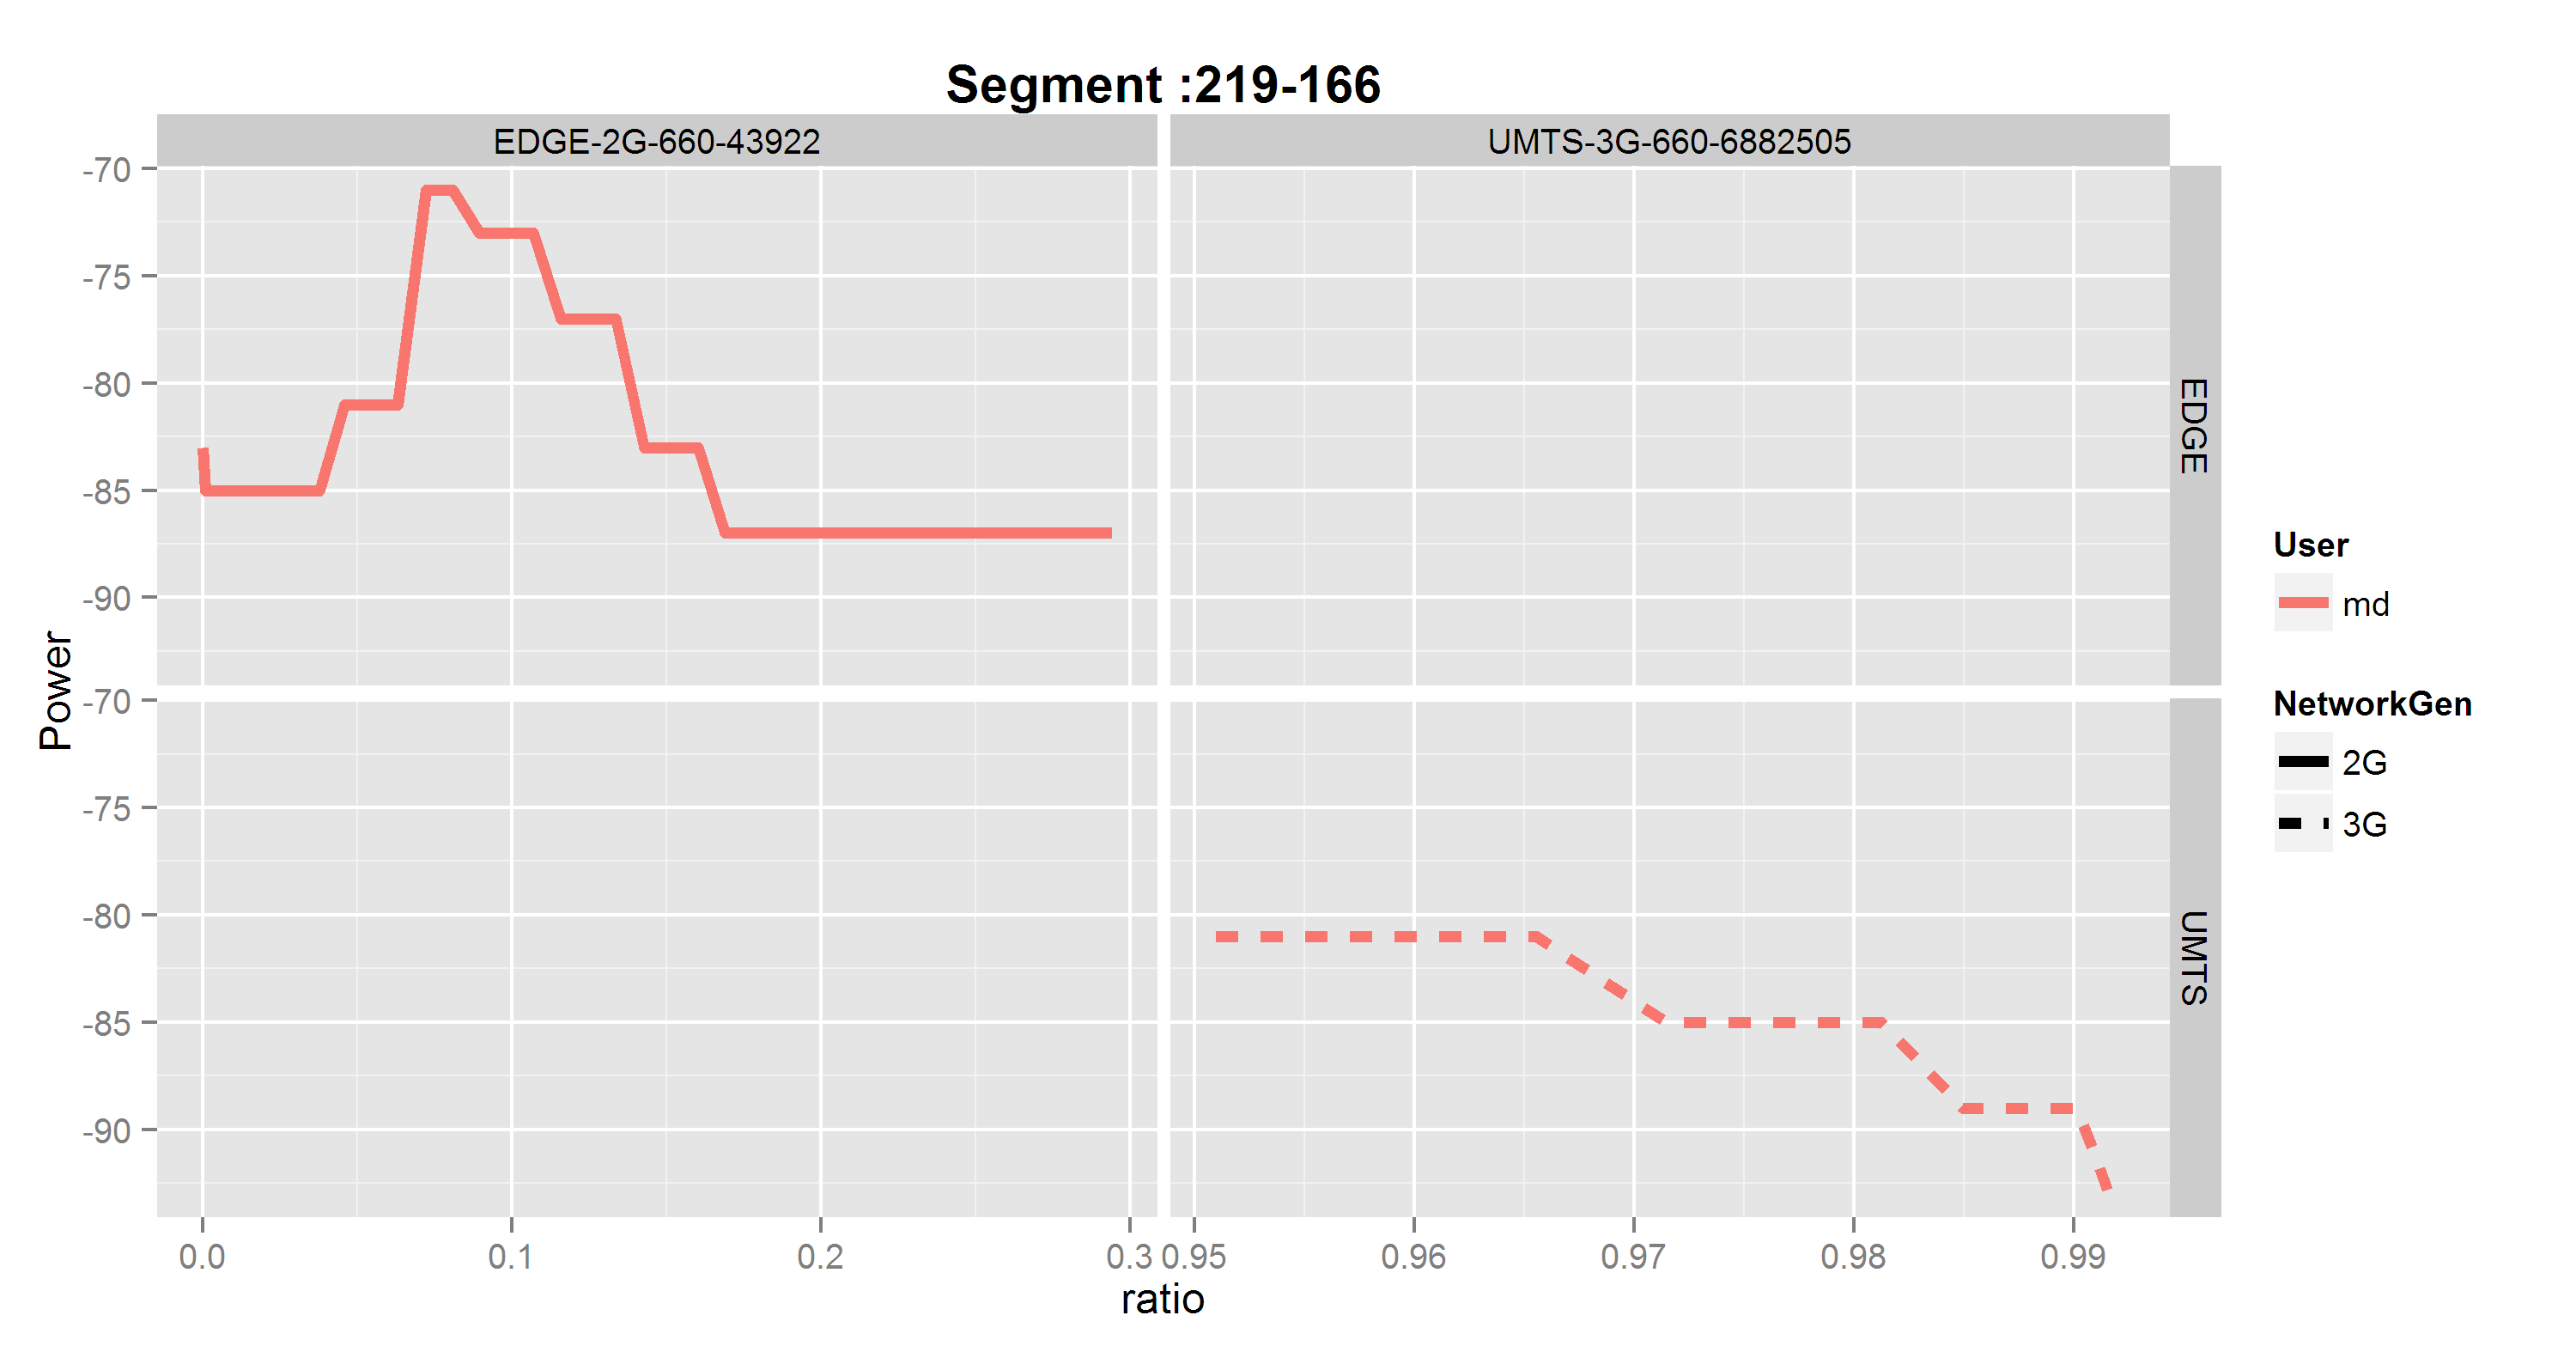 Segment :219-166
EDGE-2G-660-43922
UMTS-3G-660-6882505
-70
-75
-80
-85
-90
EDGE
-70
-75
-80
-85
-90
UMTS
Power
0.0
0.1
0.2
0.3
0.95
0.96
0.97
0.98
0.99
ratio
User
md
NetworkGen
2G
3G